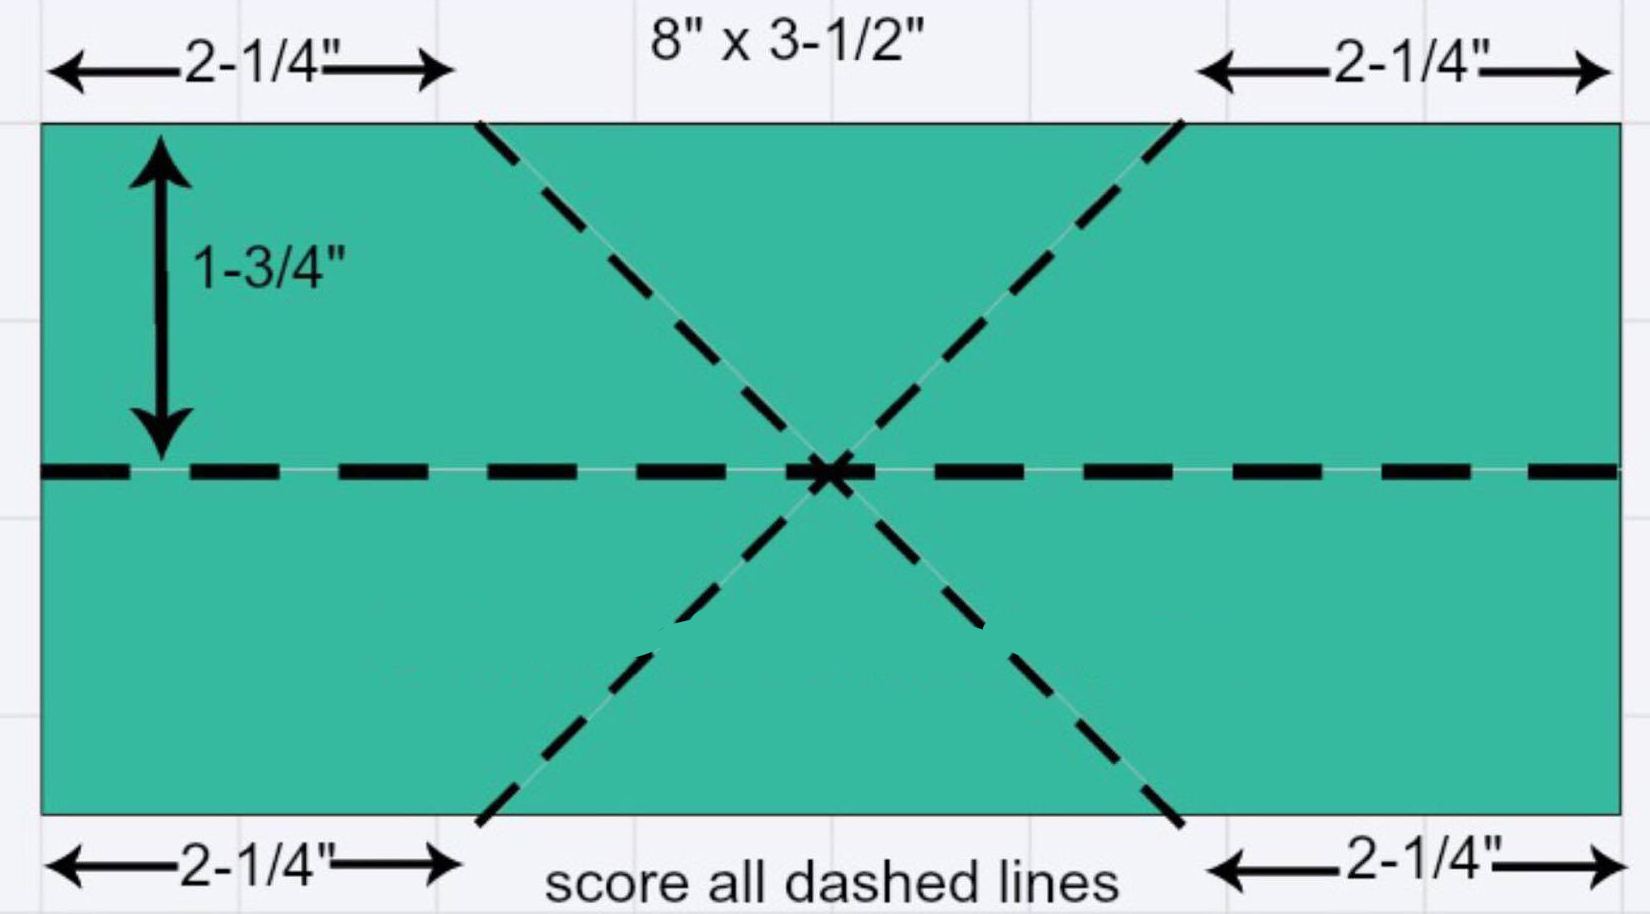 8" x 3-1/2"
2-1/4"
2-1/4"
1-3/4"
2-1/4"
score all dashed lines
2-1/4"